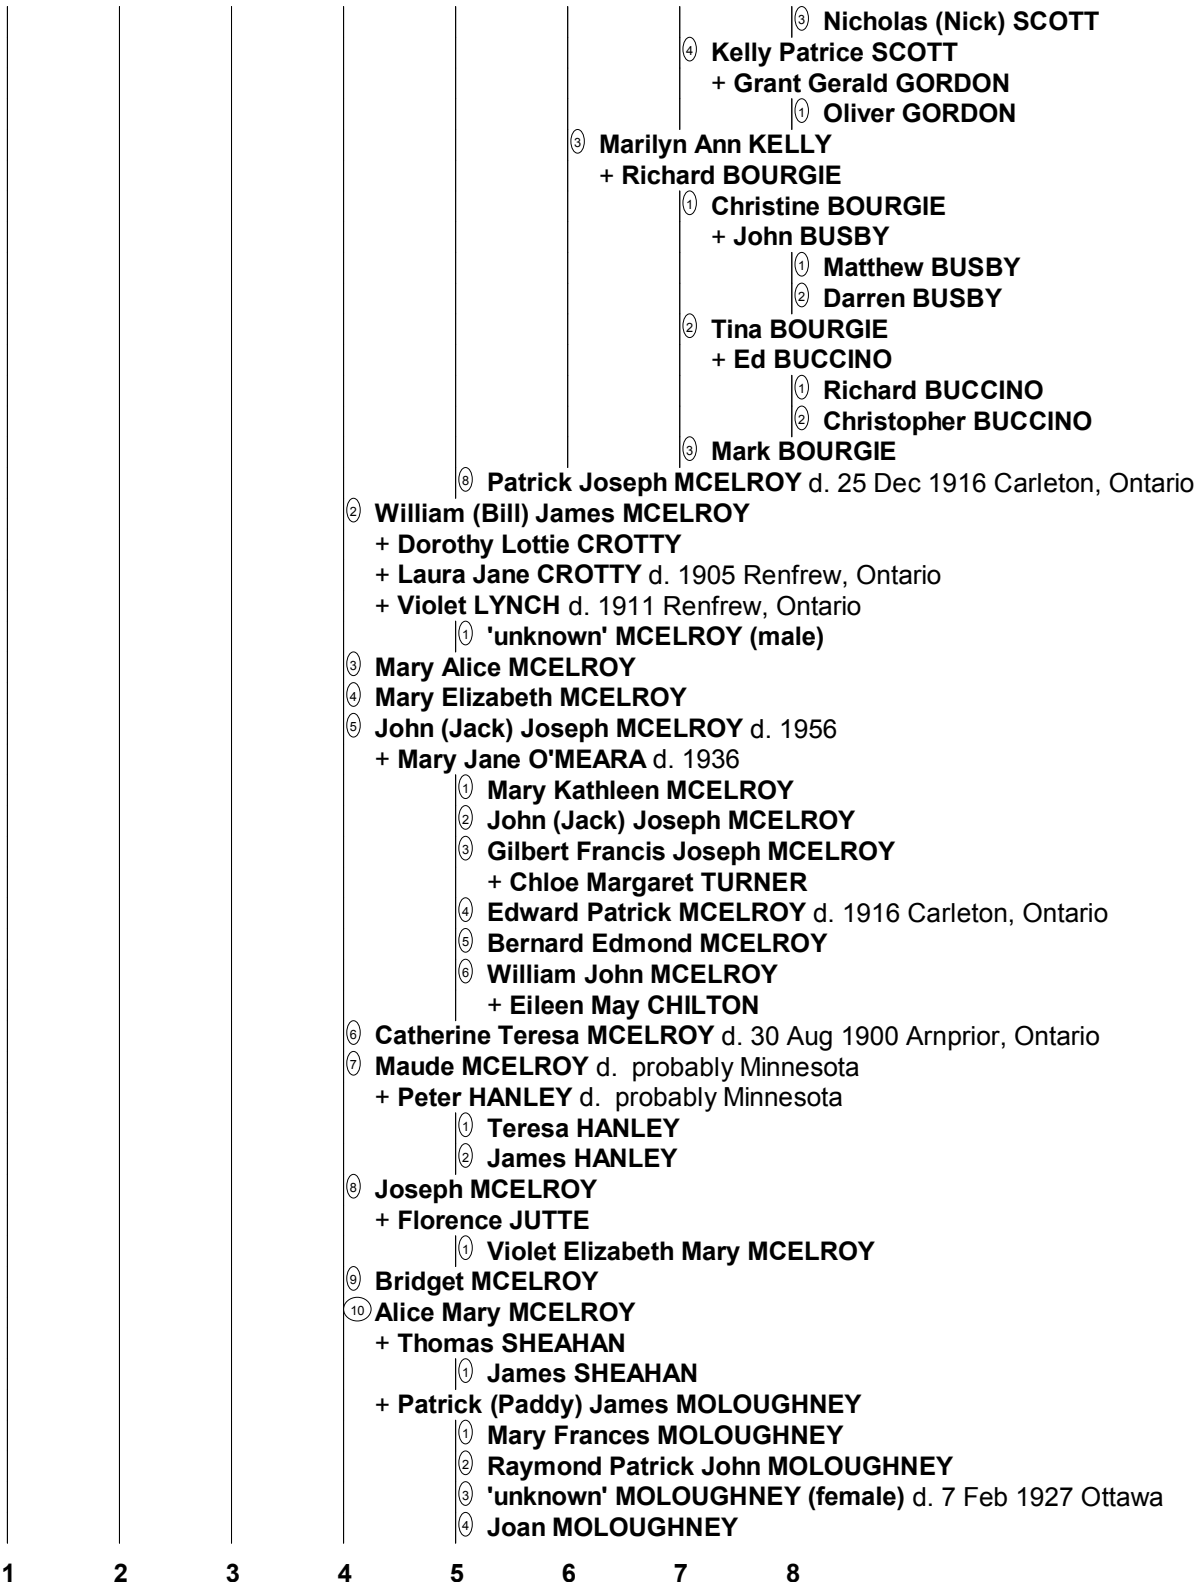 3 Nicholas (Nick) SCOTT
4 Kelly Patrice SCOTT
+ Grant Gerald GORDON
1 Oliver GORDON
3 Marilyn Ann KELLY
+ Richard BOURGIE
1 Christine BOURGIE
+ John BUSBY
1 Matthew BUSBY
2 Darren BUSBY
2 Tina BOURGIE
+ Ed BUCCINO
1 Richard BUCCINO
2 Christopher BUCCINO
3 Mark BOURGIE
8 Patrick Joseph MCELROY d. 25 Dec 1916 Carleton, Ontario
2 William (Bill) James MCELROY
+ Dorothy Lottie CROTTY
+ Laura Jane CROTTY d. 1905 Renfrew, Ontario
+ Violet LYNCH d. 1911 Renfrew, Ontario
1 'unknown' MCELROY (male)
3 Mary Alice MCELROY
4 Mary Elizabeth MCELROY
5 John (Jack) Joseph MCELROY d. 1956
+ Mary Jane O'MEARA d. 1936
1 Mary Kathleen MCELROY
2 John (Jack) Joseph MCELROY
3 Gilbert Francis Joseph MCELROY
+ Chloe Margaret TURNER
4 Edward Patrick MCELROY d. 1916 Carleton, Ontario
5 Bernard Edmond MCELROY
6 William John MCELROY
+ Eileen May CHILTON
6 Catherine Teresa MCELROY d. 30 Aug 1900 Arnprior, Ontario
7 Maude MCELROY d. probably Minnesota
+ Peter HANLEY d. probably Minnesota
1 Teresa HANLEY
2 James HANLEY
8 Joseph MCELROY
+ Florence JUTTE
1 Violet Elizabeth Mary MCELROY
9 Bridget MCELROY
10 Alice Mary MCELROY
+ Thomas SHEAHAN
1 James SHEAHAN
+ Patrick (Paddy) James MOLOUGHNEY
1 Mary Frances MOLOUGHNEY
2 Raymond Patrick John MOLOUGHNEY
3 'unknown' MOLOUGHNEY (female) d. 7 Feb 1927 Ottawa
4 Joan MOLOUGHNEY
1 2 3 4 5 6 7 8